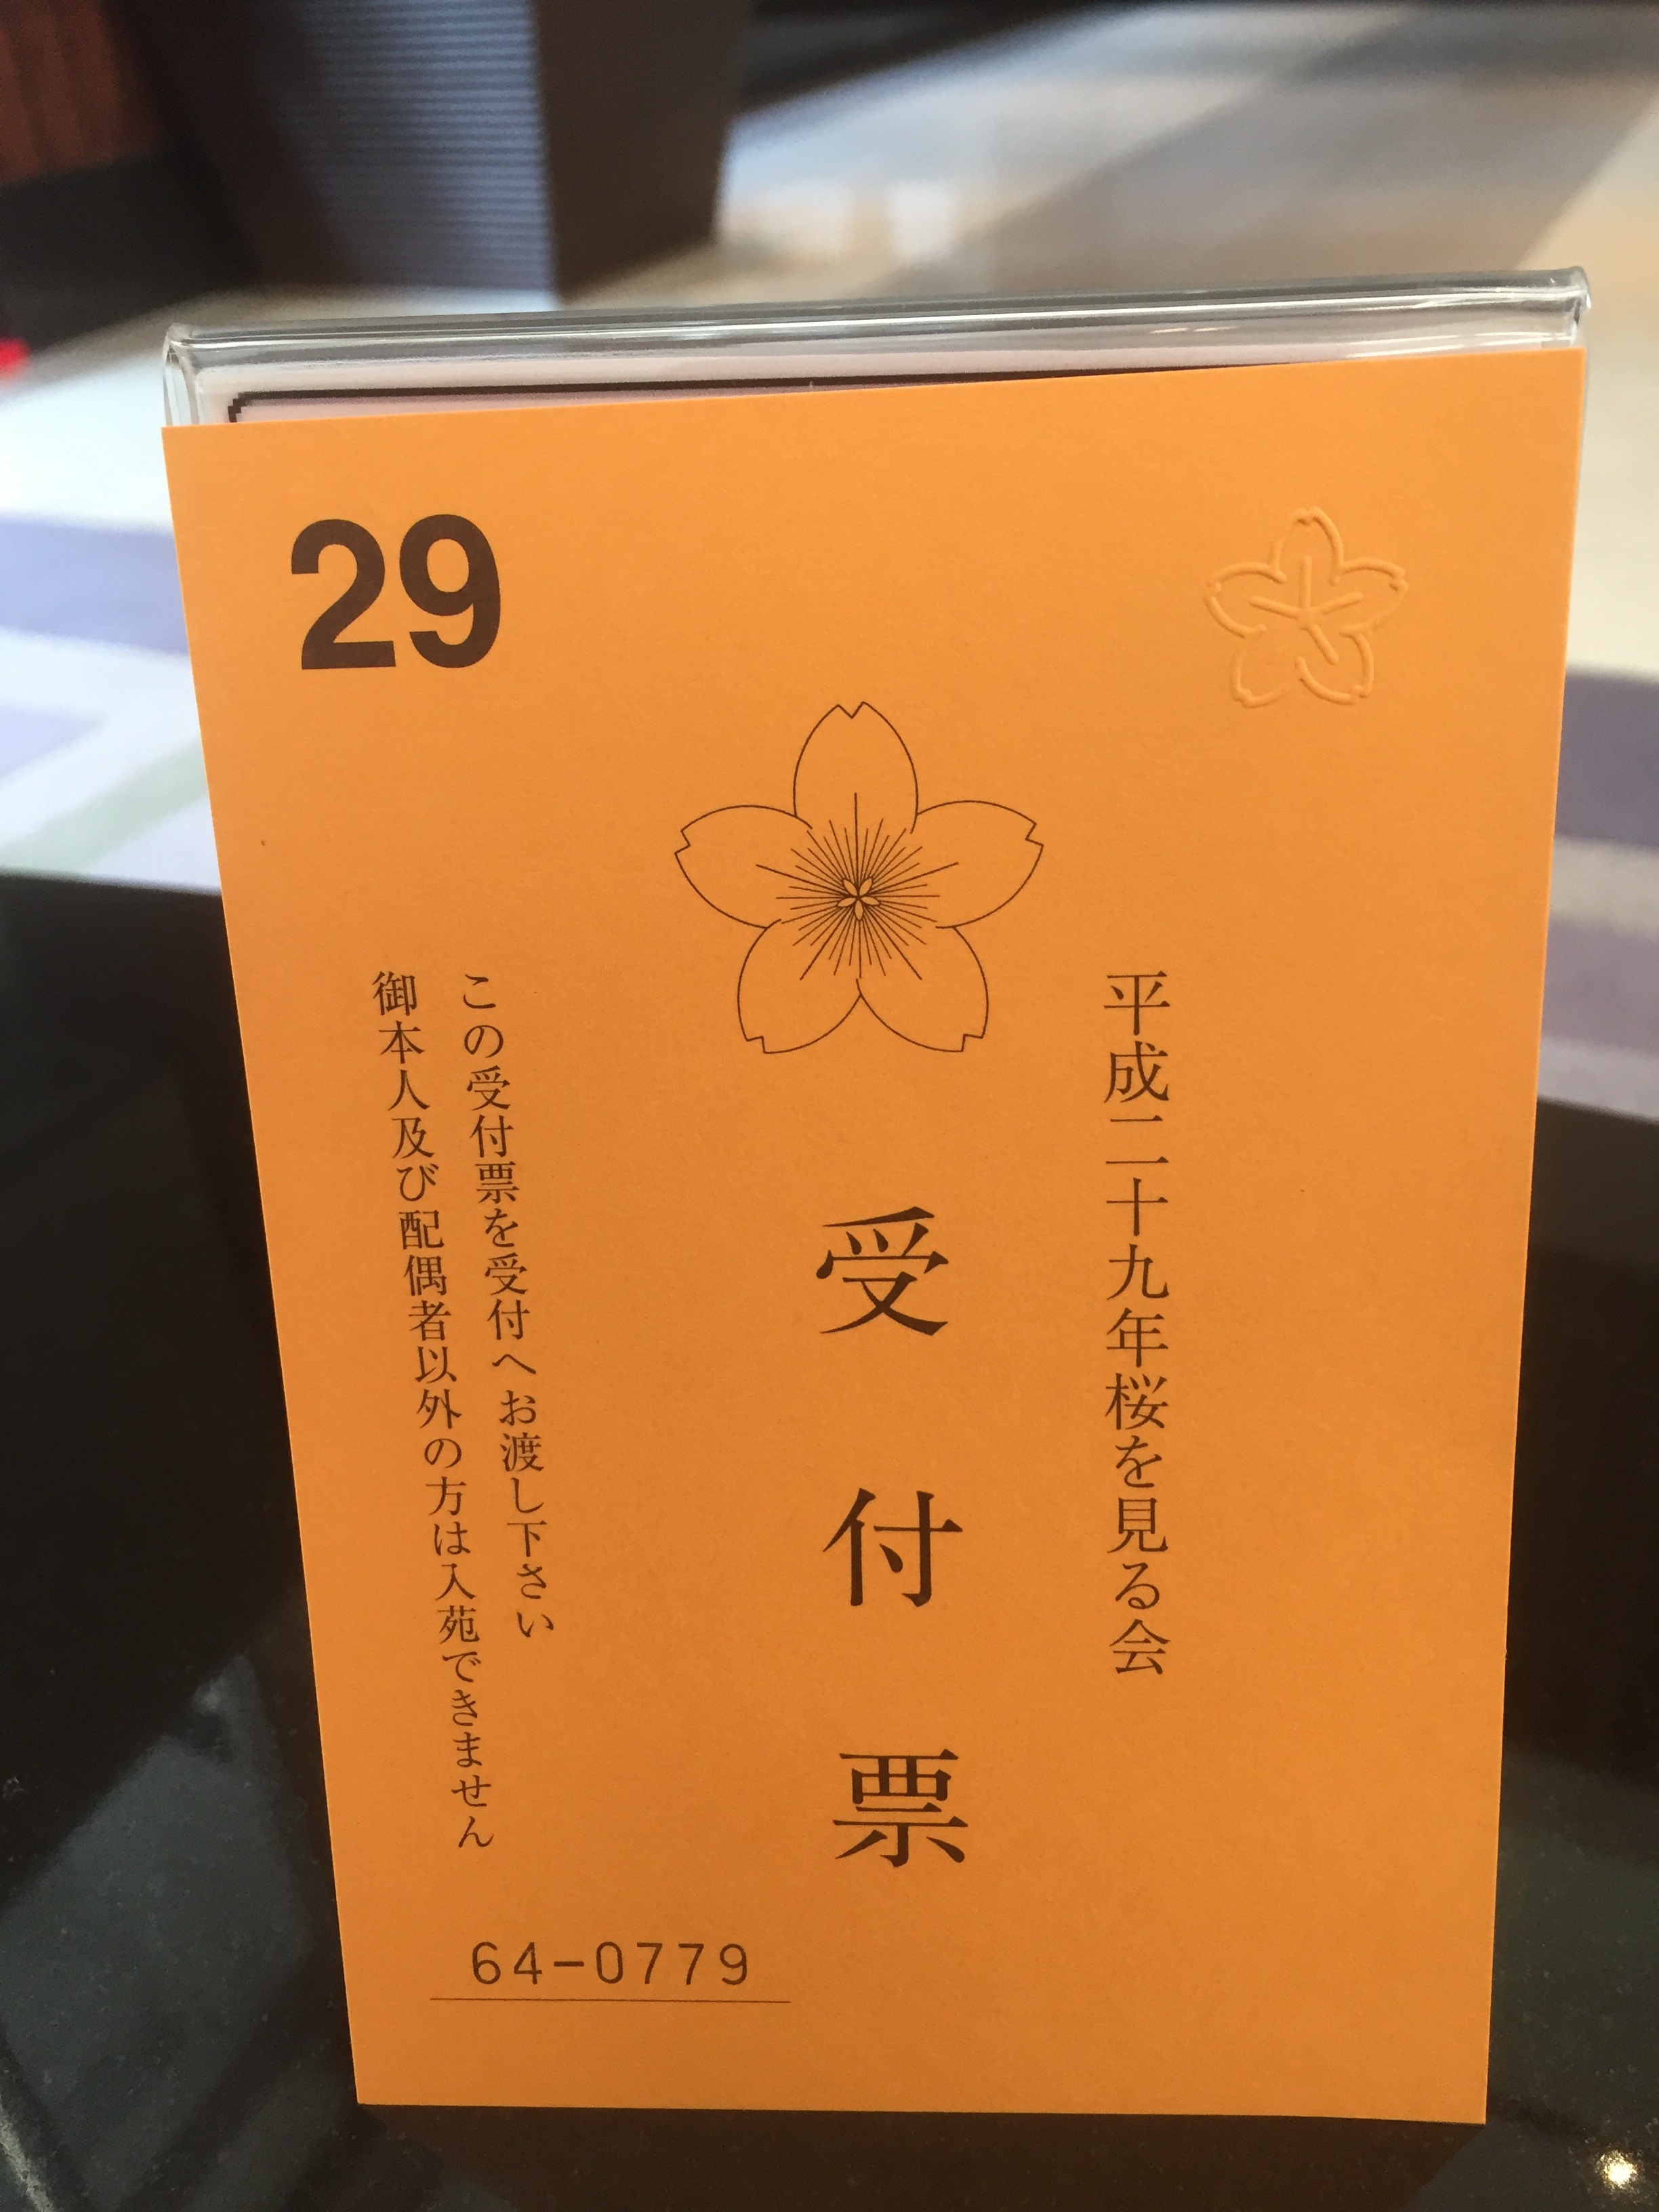 29
平成二十九年桜を見る会
受付票
この受付票を受付へお渡し下さい
御本人及び配偶者以外の方は入苑できません
64-0779